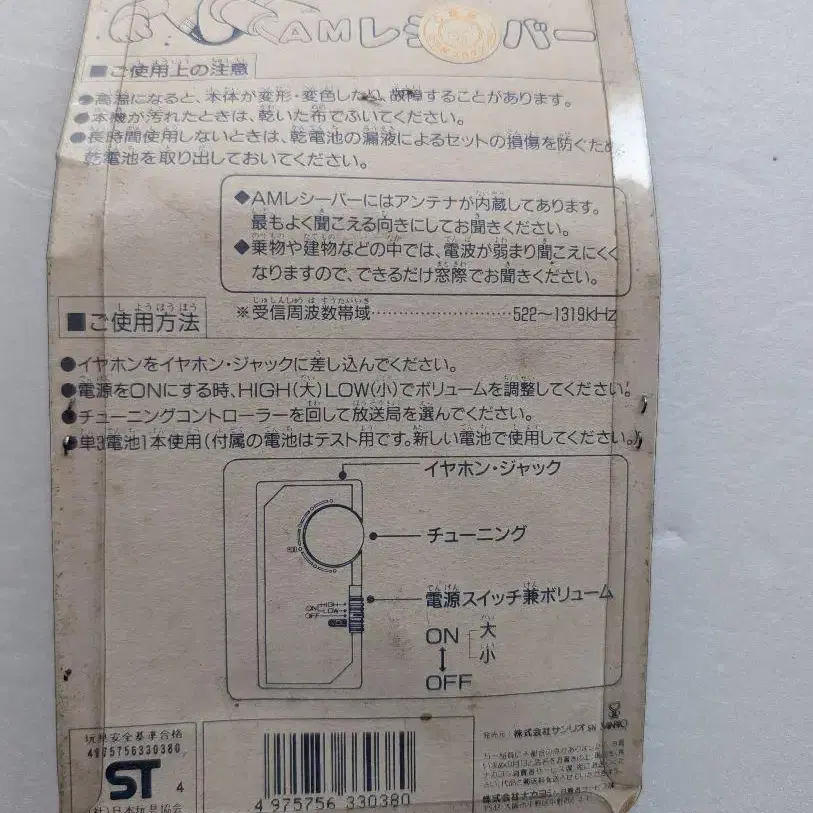 AMレシーバー
■ご使用上の注意
●高温になると、本体が変形・変色したり、故障することがあります。
●本機が汚れたときは、乾いた布でふいてください。
●長時間使用しないときは、乾電池の漏液によるセットの損傷を防ぐため
乾電池を取り出しておいてください。
◆AMレシーバーにはアンテナが内蔵してあります。
最もよく聞こえる向きにしてお聞きください。
◆乗物や建物などの中では、電波が弱まり聞こえにくく
なりますので、できるだけ窓際でお聞きください。
■ご使用方法
※受信周波数帯域……………………522〜1319kHz
●イヤホンをイヤホン・ジャックに差し込んでください。
●電源をONにする時、HIGH(大)LOW(小)でボリュームを調整してください。
●チューニングコントローラーを回して放送局を選んでください。
●単3電池1本使用(付属の電池はテスト用です。新しい電池で使用してください。)
イヤホン・ジャック
チューニング
電源スイッチ兼ボリューム
HIGH
ON
LOW
OFF
ON 大
小
OFF
玩具安全基準合格
4975756330380
ST 4
(社)日本玩具協会
4 975756 330380
発売元 株式会社サンリオ SN SANRIO